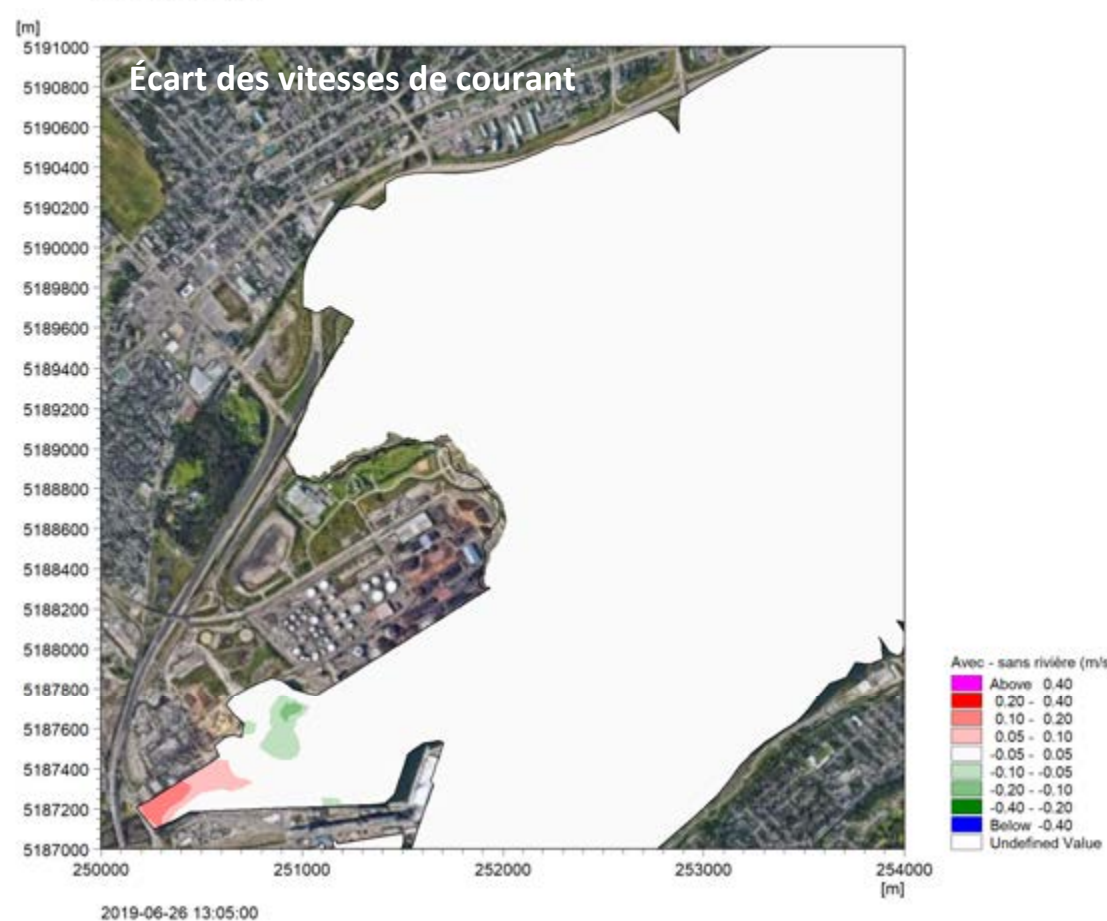 [m]
5191000
Écart des vitesses de courant
5190800
5190600
5190400
5190200
5190000
5189800
5189600
5189400
5189200
5189000
5188800
5188600
5188400
5188200
5188000
5187800
5187600
5187400
5187200
5187000
250000 251000 252000 253000 254000
[m]
2019-06-26 13:05:00
Avec - sans rivière (m/s
Above 0.40
0.20 - 0.40
0.10 - 0.20
0.05 - 0.10
-0.05 - 0.05
-0.10 - -0.05
-0.20 - -0.10
-0.40 - -0.20
Below -0.40
Undefined Value